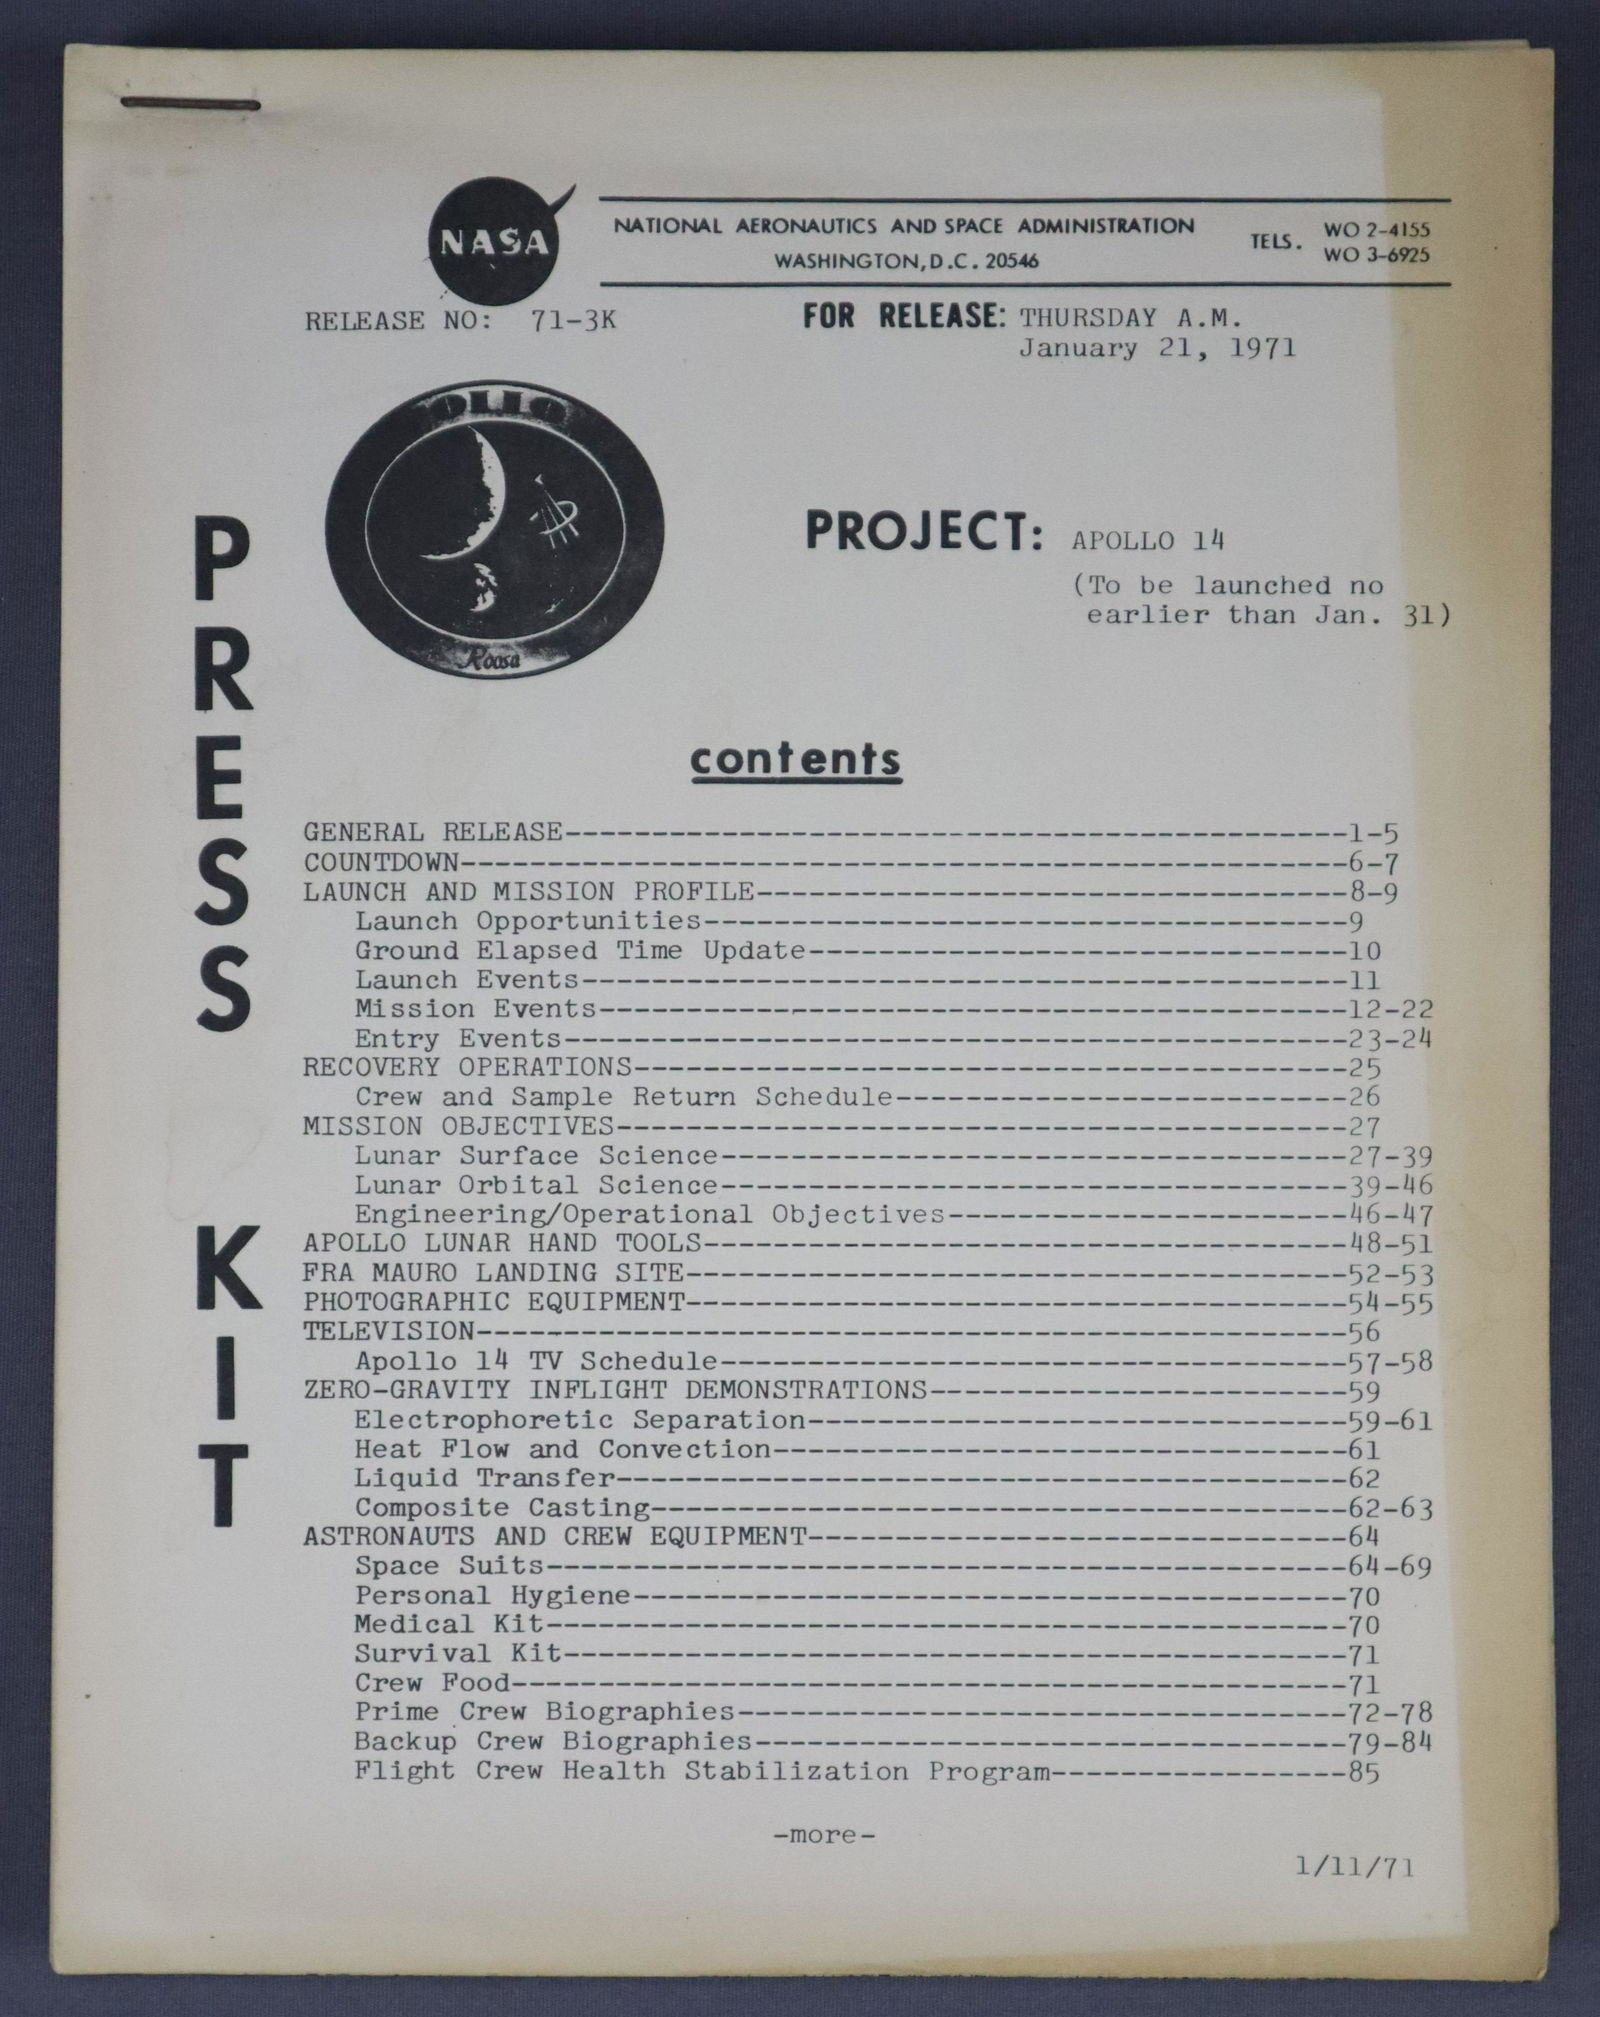 NASA
NATIONAL AERONAUTICS AND SPACE ADMINISTRATION
WASHINGTON, D.C. 20546
TELS. WO 2-4155
WO 3-6925
RELEASE NO: 71-3K
FOR RELEASE: THURSDAY A.M.
January 21, 1971
Roosa
PRESS KIT
PROJECT: APOLLO 14
(To be launched no
earlier than Jan. 31)
contents
GENERAL RELEASE---------------------------------------------1-5
COUNTDOWN---------------------------------------------------6-7
LAUNCH AND MISSION PROFILE----------------------------------8-9
Launch Opportunities-------------------------------------9
Ground Elapsed Time Update-------------------------------10
Launch Events--------------------------------------------11
Mission Events-------------------------------------------12-22
Entry Events---------------------------------------------23-24
RECOVERY OPERATIONS-----------------------------------------25
Crew and Sample Return Schedule--------------------------26
MISSION OBJECTIVES------------------------------------------27
Lunar Surface Science------------------------------------27-39
Lunar Orbital Science------------------------------------39-46
Engineering/Operational Objectives-----------------------46-47
APOLLO LUNAR HAND TOOLS-------------------------------------48-51
FRA MAURO LANDING SITE--------------------------------------52-53
PHOTOGRAPHIC EQUIPMENT--------------------------------------54-55
TELEVISION--------------------------------------------------56
Apollo 14 TV Schedule------------------------------------57-58
ZERO-GRAVITY INFLIGHT DEMONSTRATIONS------------------------59
Electrophoretic Separation-------------------------------59-61
Heat Flow and Convection---------------------------------61
Liquid Transfer------------------------------------------62
Composite Casting----------------------------------------62-63
ASTRONAUTS AND CREW EQUIPMENT-------------------------------64
Space Suits----------------------------------------------64-69
Personal Hygiene-----------------------------------------70
Medical Kit----------------------------------------------70
Survival Kit---------------------------------------------71
Crew Food------------------------------------------------71
Prime Crew Biographies-----------------------------------72-78
Backup Crew Biographies----------------------------------79-84
Flight Crew Health Stabilization Program-----------------85
-more-
1/11/71